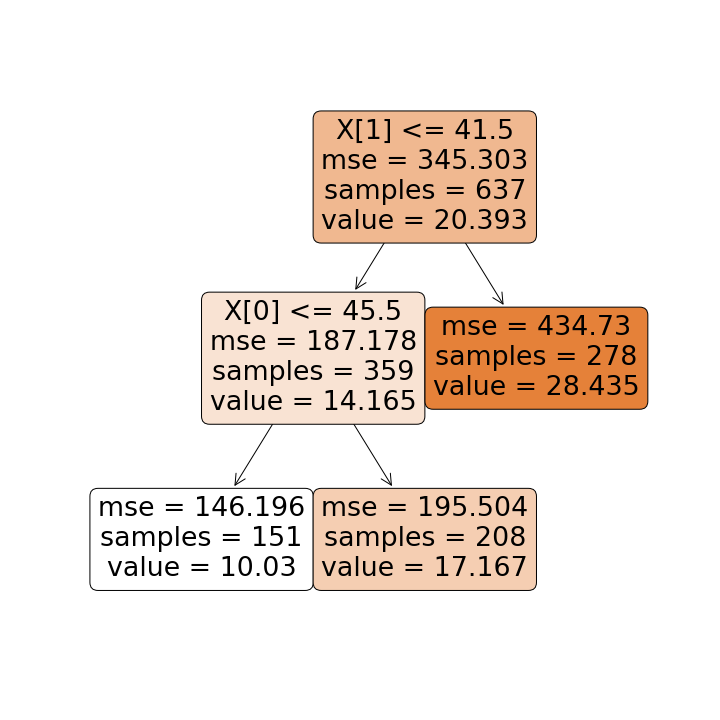 X[1] <= 41.5
mse = 345.303
samples = 637
value = 20.393
X[0] <= 45.5
mse = 187.178
samples = 359
value = 14.165
mse = 434.73
samples = 278
value = 28.435
mse = 146.196
samples = 151
value = 10.03
mse = 195.504
samples = 208
value = 17.167